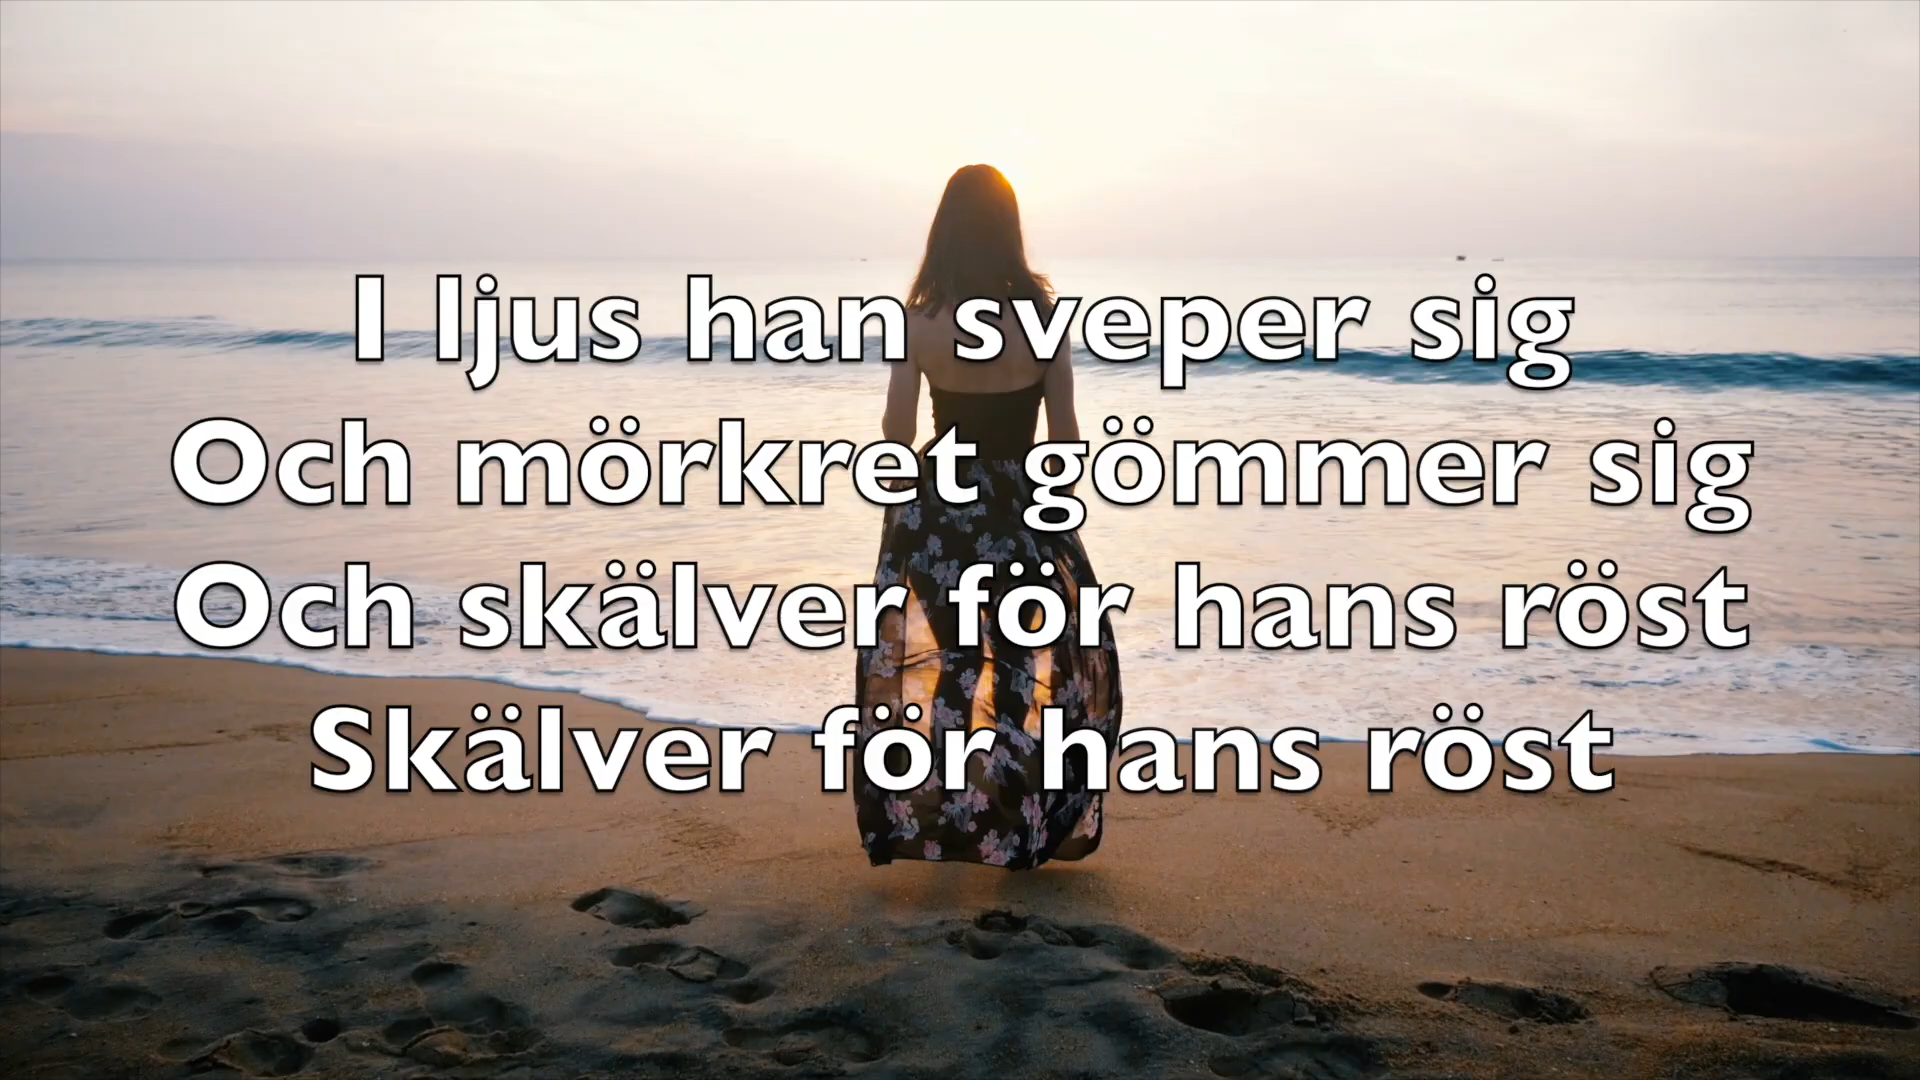 I ljus han sveper sig
Och mörkret gömmer sig
Och skälver för hans röst
Skälver för hans röst